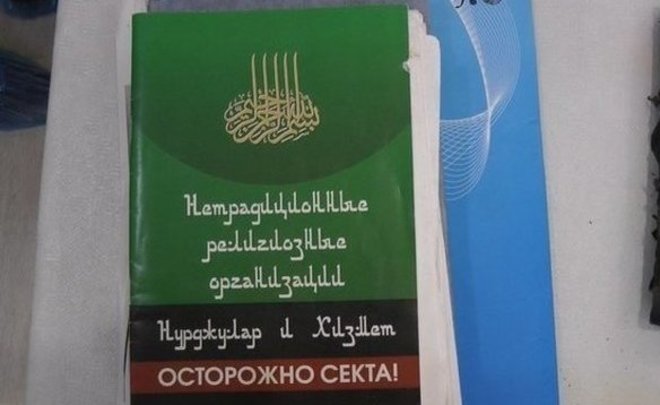 بسم الله الرحمن الرحيم
Нетрадиционные
религиозные
организации
Нурджулар и Хизмет
ОСТОРОЖНО СЕКТА!